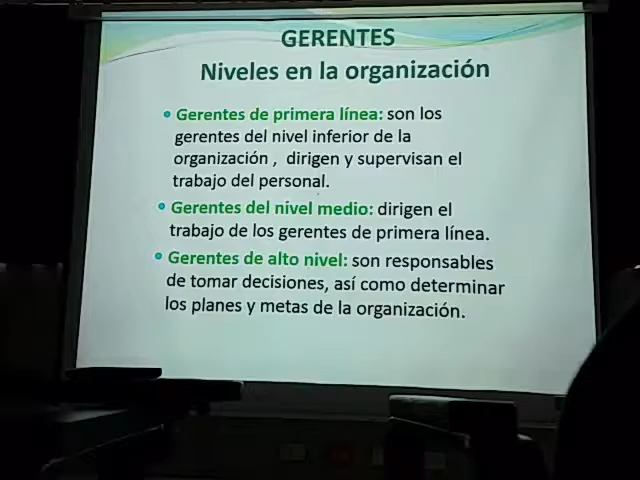 GERENTES
Niveles en la organización
• Gerentes de primera línea: son los
gerentes del nivel inferior de la
organización , dirigen y supervisan el
trabajo del personal.
• Gerentes del nivel medio: dirigen el
trabajo de los gerentes de primera línea.
• Gerentes de alto nivel: son responsables
de tomar decisiones, así como determinar
los planes y metas de la organización.